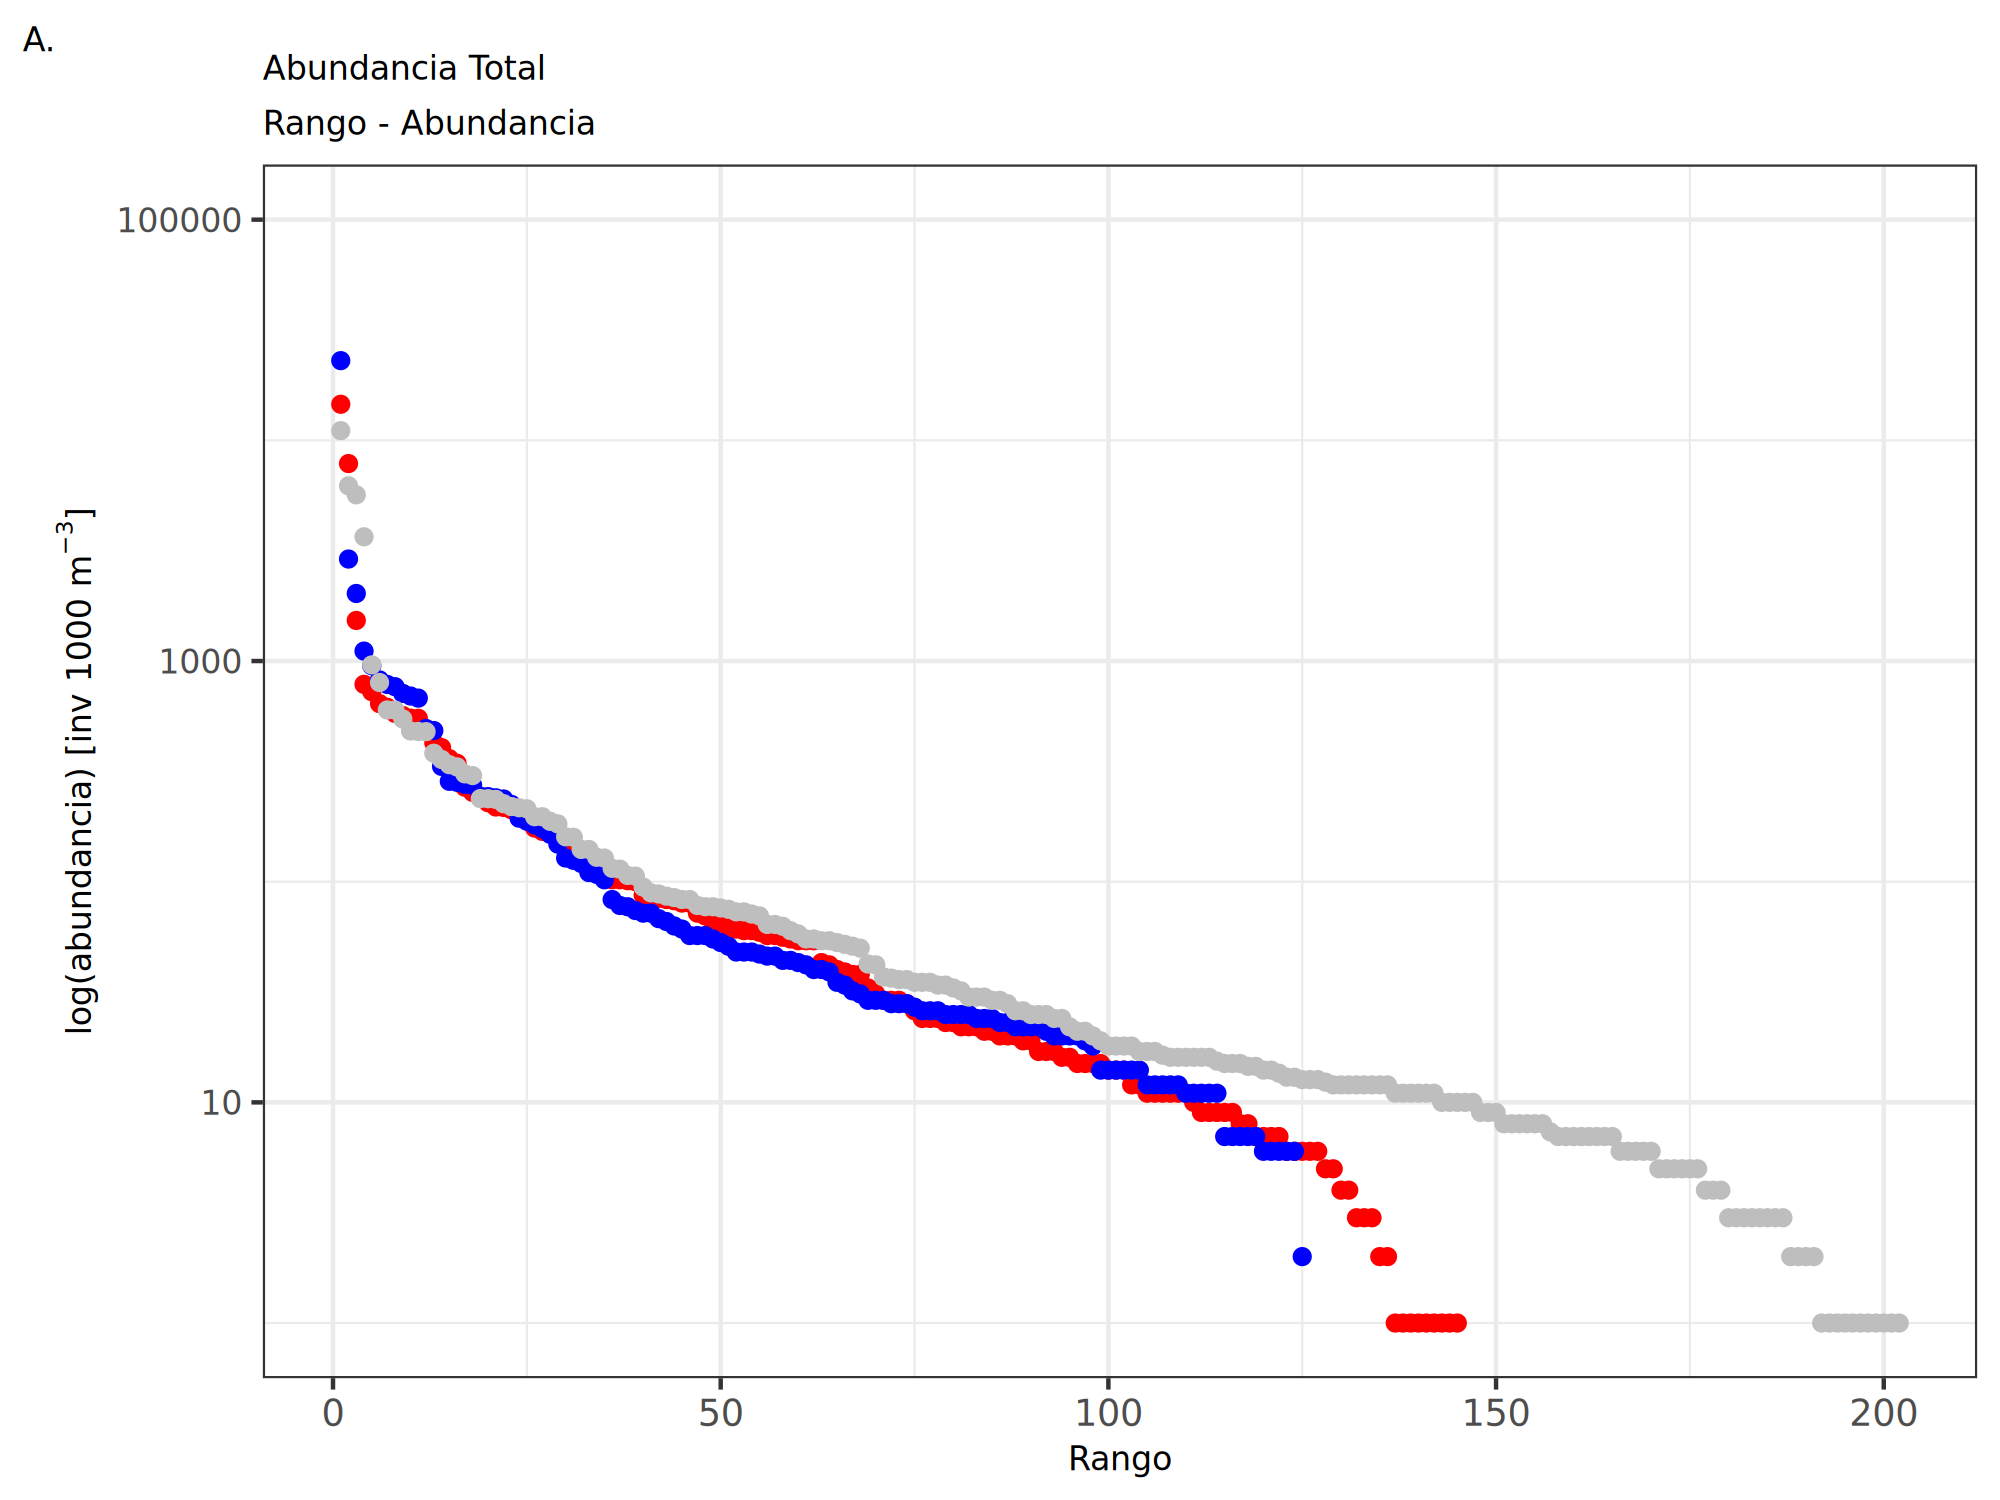 A.
Abundancia Total
Rango - Abundancia
100000
1000
10
log(abundancia) [inv 1000 m⁻³]
0 50 100 150 200
Rango